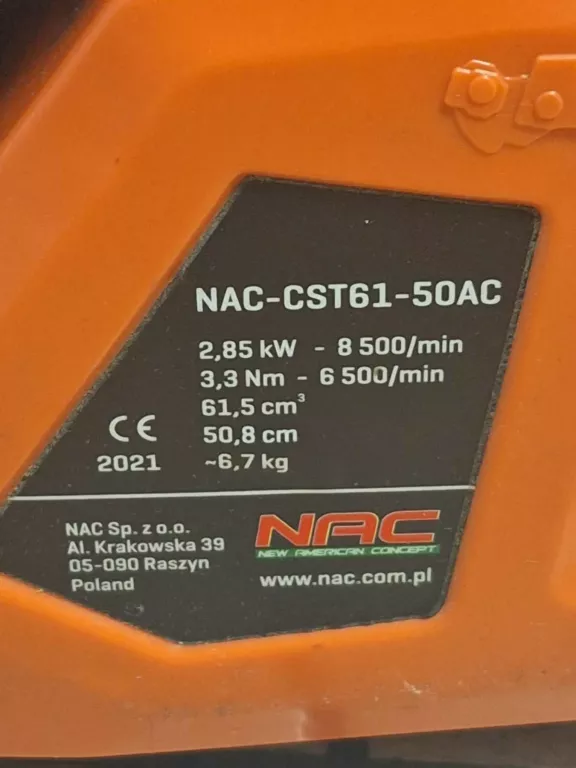 NAC-CST61-50AC
2,85 kW - 8 500/min
3,3 Nm - 6 500/min
61,5 cm³
50,8 cm
~6,7 kg
CE
2021
NAC Sp. z o.o.
Al. Krakowska 39
05-090 Raszyn
Poland
NAC
NEW AMERICAN CONCEPT
www.nac.com.pl